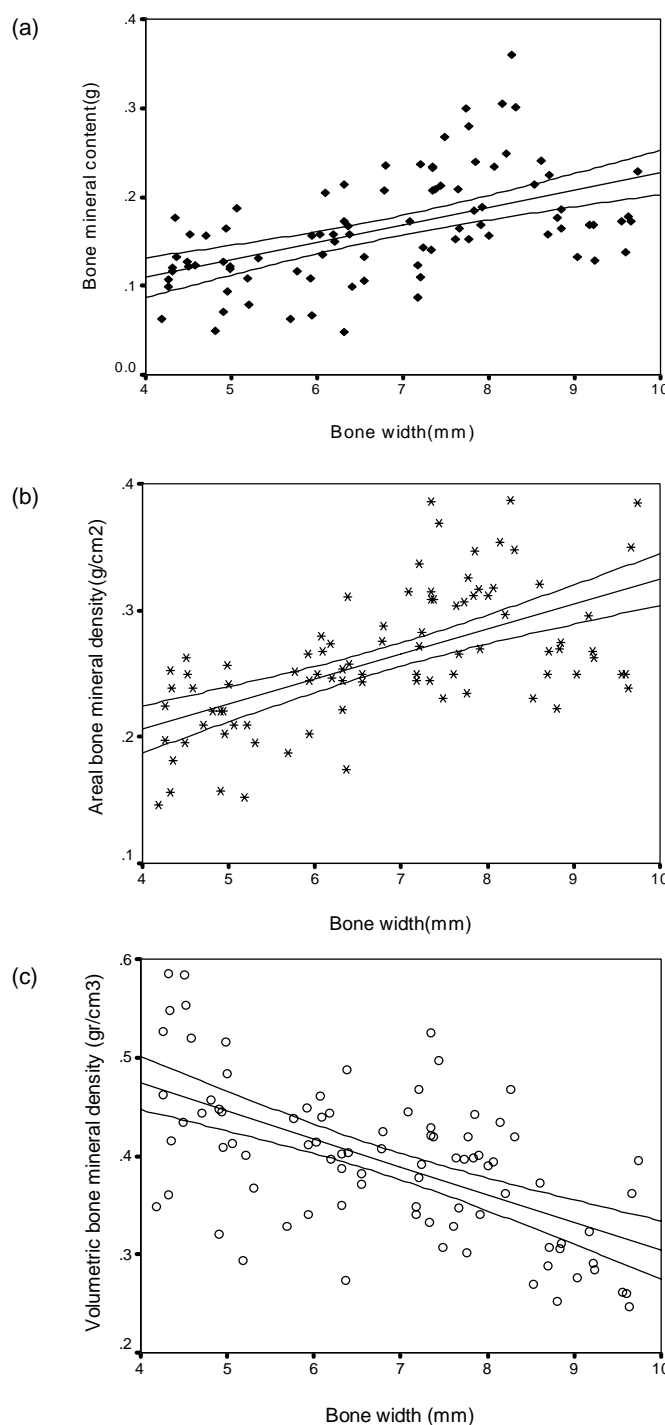 (a)
Bone mineral content(g)
.4
.3
.2
.1
0.0
4 5 6 7 8 9 10
Bone width(mm)
(b)
Areal bone mineral density(g/cm2)
.4
.3
.2
.1
4 5 6 7 8 9 10
Bone width(mm)
(c)
Volumetric bone mineral density (gr/cm3)
.6
.5
.4
.3
.2
4 5 6 7 8 9 10
Bone width (mm)